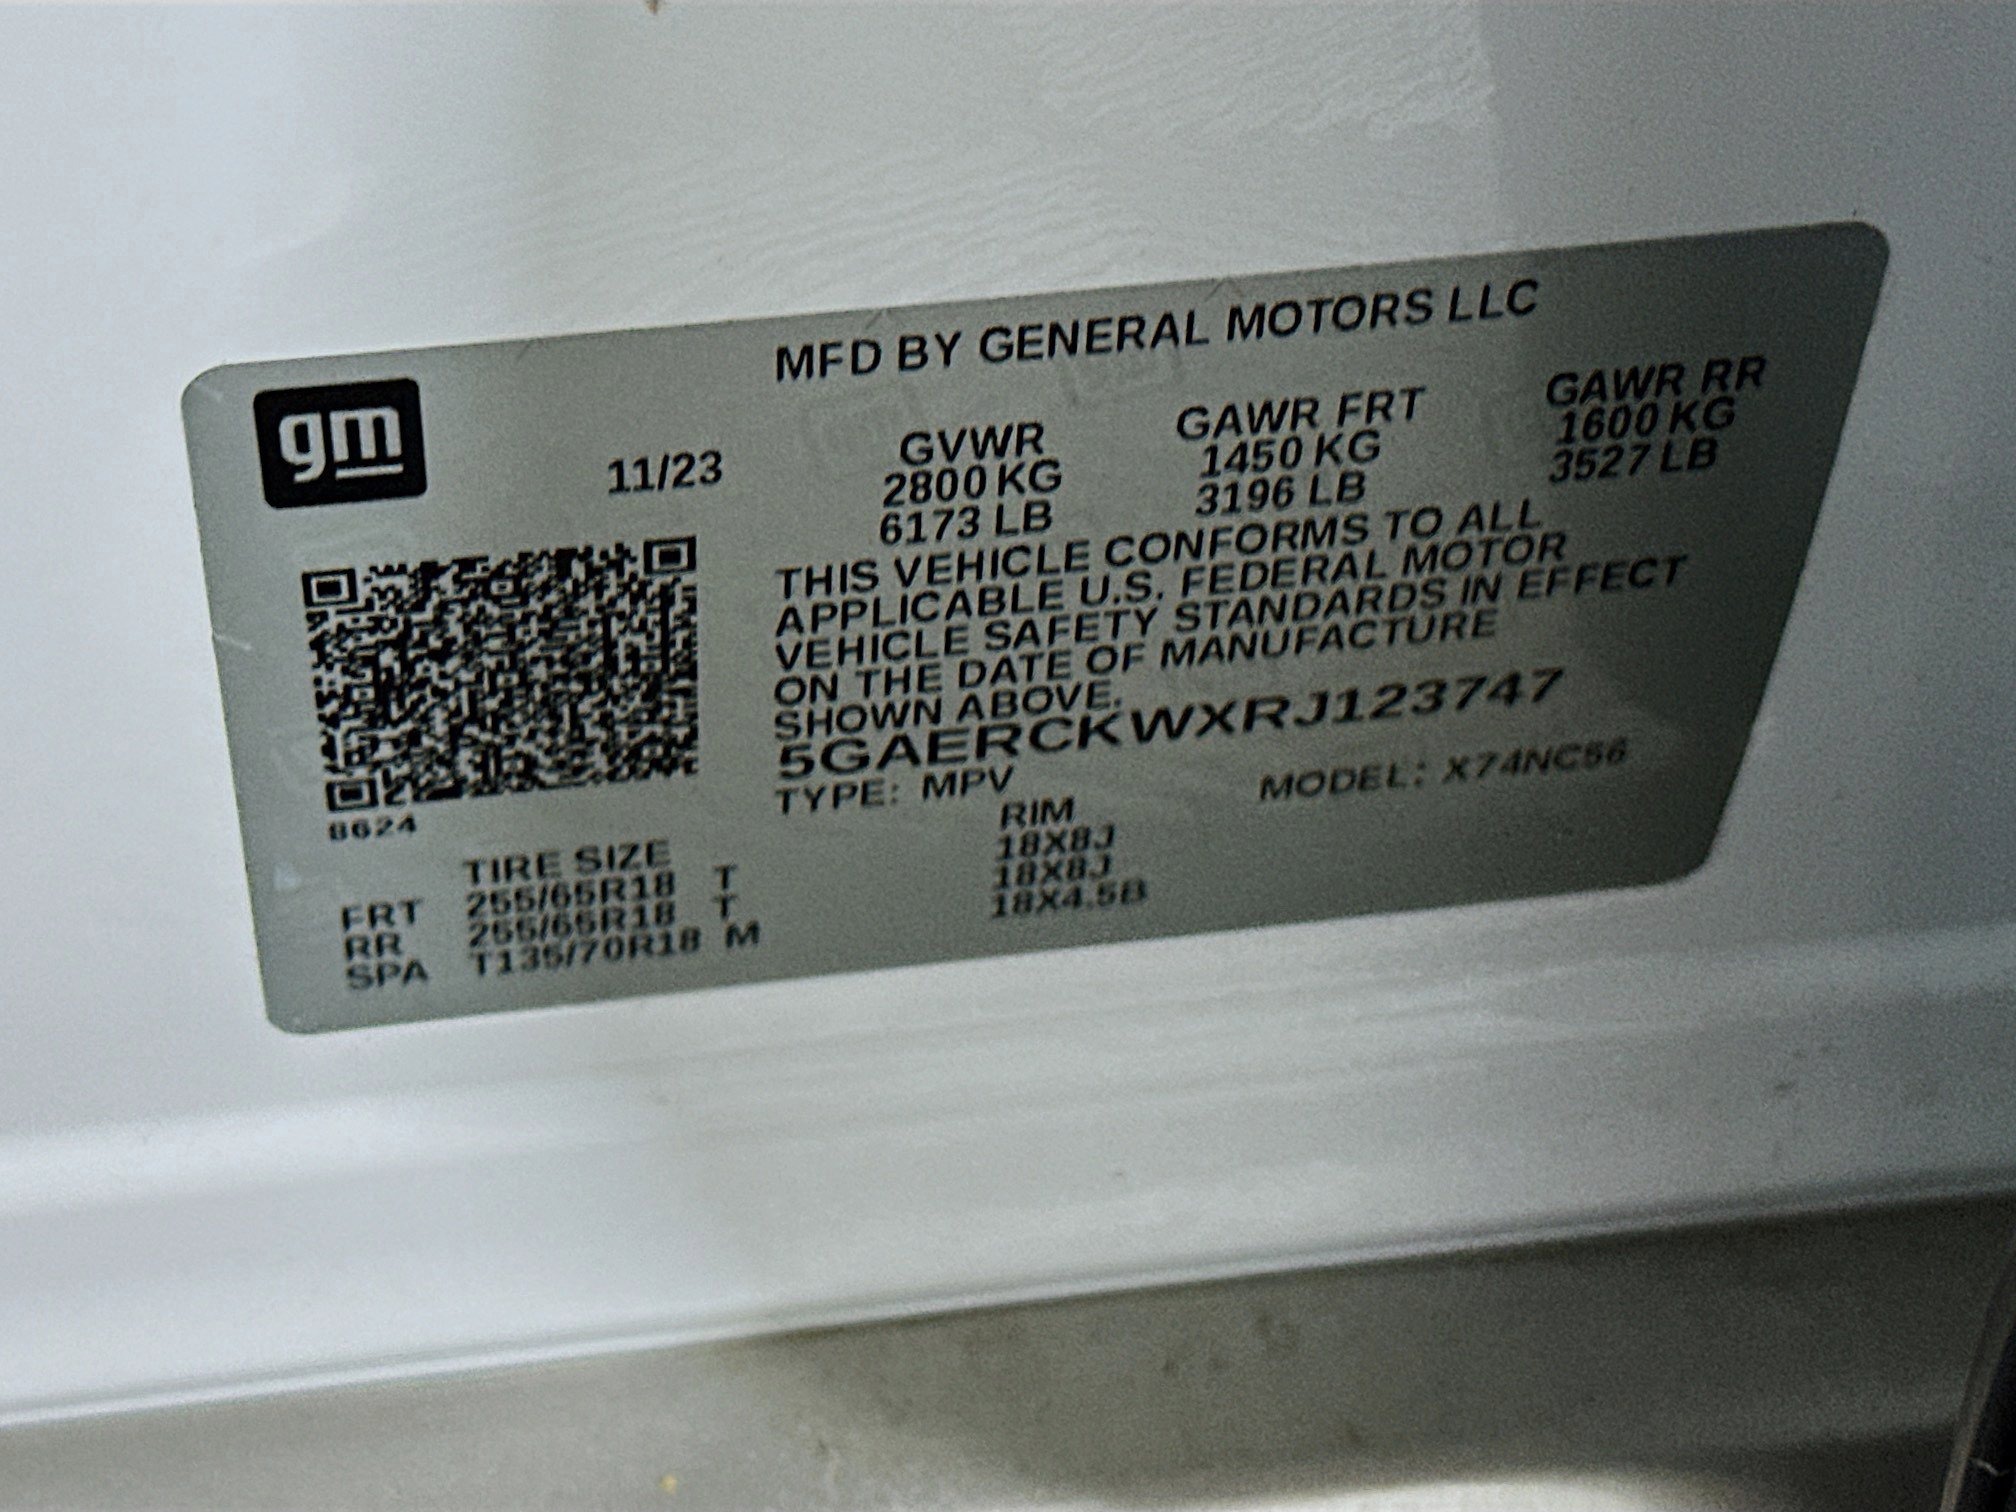 MFD BY GENERAL MOTORS LLC
gm
11/23
GVWR
2800 KG
6173 LB
GAWR FRT
1450 KG
3196 LB
GAWR RR
1600 KG
3527 LB
THIS VEHICLE CONFORMS TO ALL
APPLICABLE U.S. FEDERAL MOTOR
VEHICLE SAFETY STANDARDS IN EFFECT
ON THE DATE OF MANUFACTURE
SHOWN ABOVE.
5GAERCKWXRJ123747
TYPE: MPV MODEL: X74NC56
8624
TIRE SIZE RIM
FRT 255/65R18 T 18X8J
RR 255/65R18 T 18X8J
SPA T135/70R18 M 18X4.5B